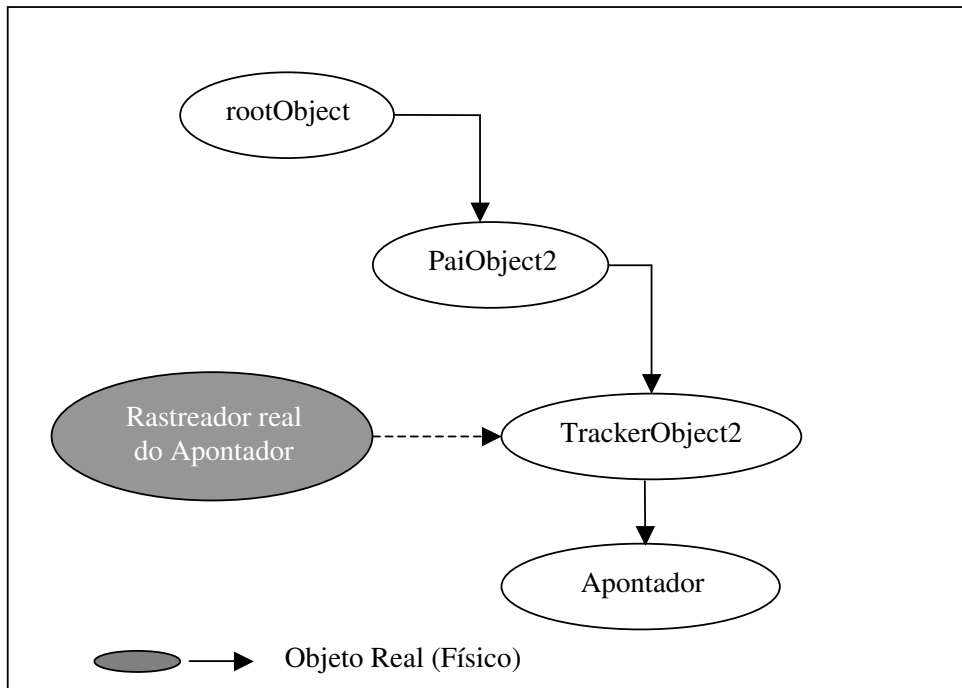 rootObject
PaiObject2
Rastreador real
do Apontador
TrackerObject2
Apontador
Objeto Real (Físico)